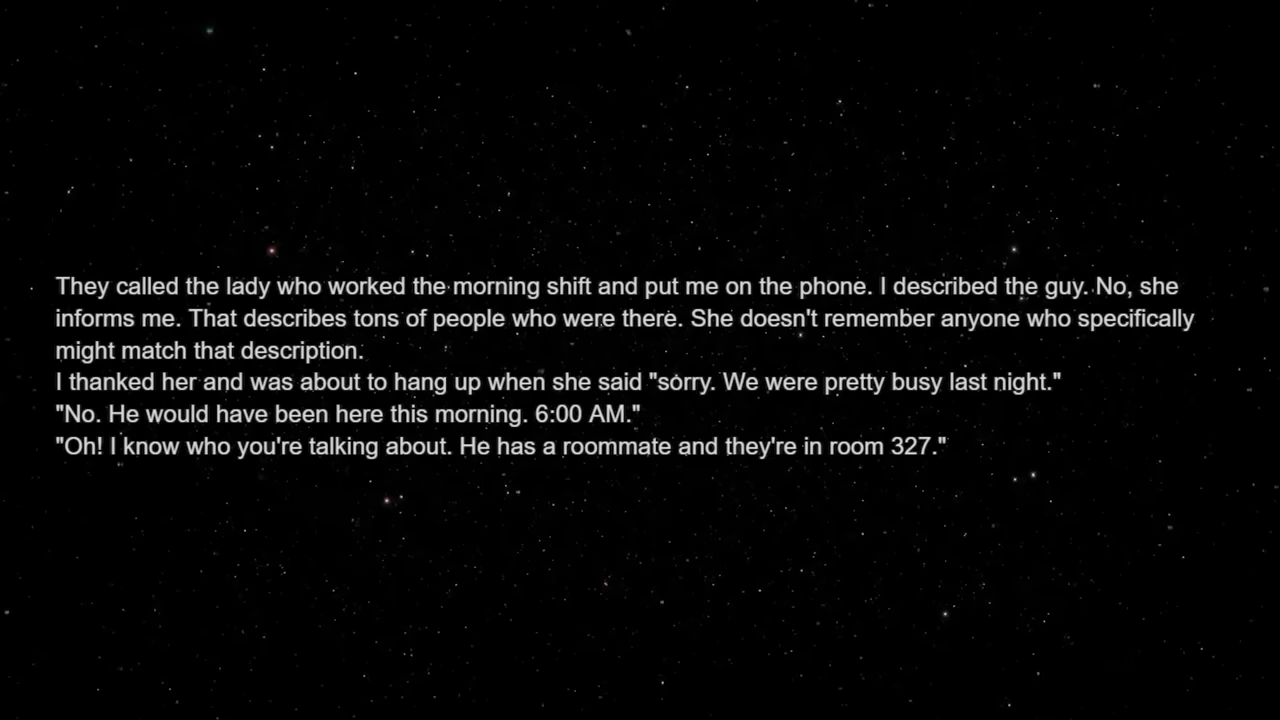 They called the lady who worked the morning shift and put me on the phone. I described the guy. No, she
informs me. That describes tons of people who were there. She doesn't remember anyone who specifically
might match that description.
I thanked her and was about to hang up when she said "sorry. We were pretty busy last night."
"No. He would have been here this morning. 6:00 AM."
"Oh! I know who you're talking about. He has a roommate and they're in room 327."